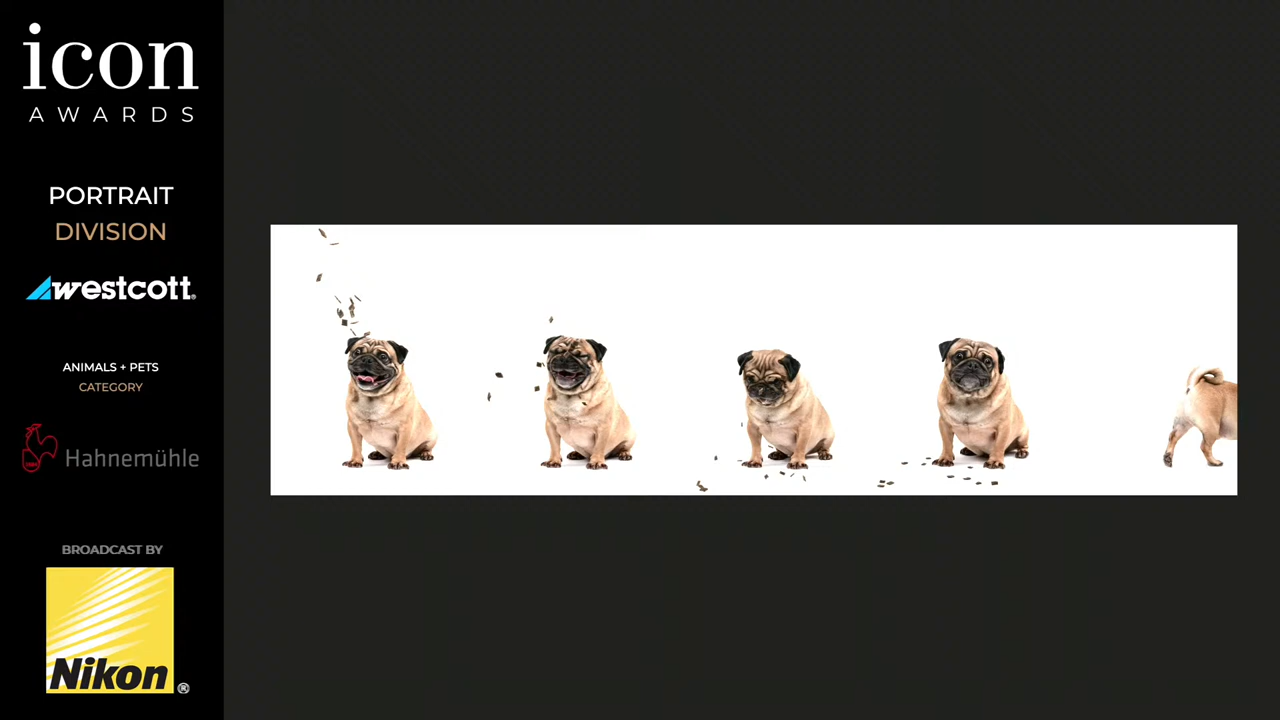 icon
AWARDS
PORTRAIT
DIVISION
Westcott®
ANIMALS + PETS
CATEGORY
Hahnemühle
BROADCAST BY
Nikon®